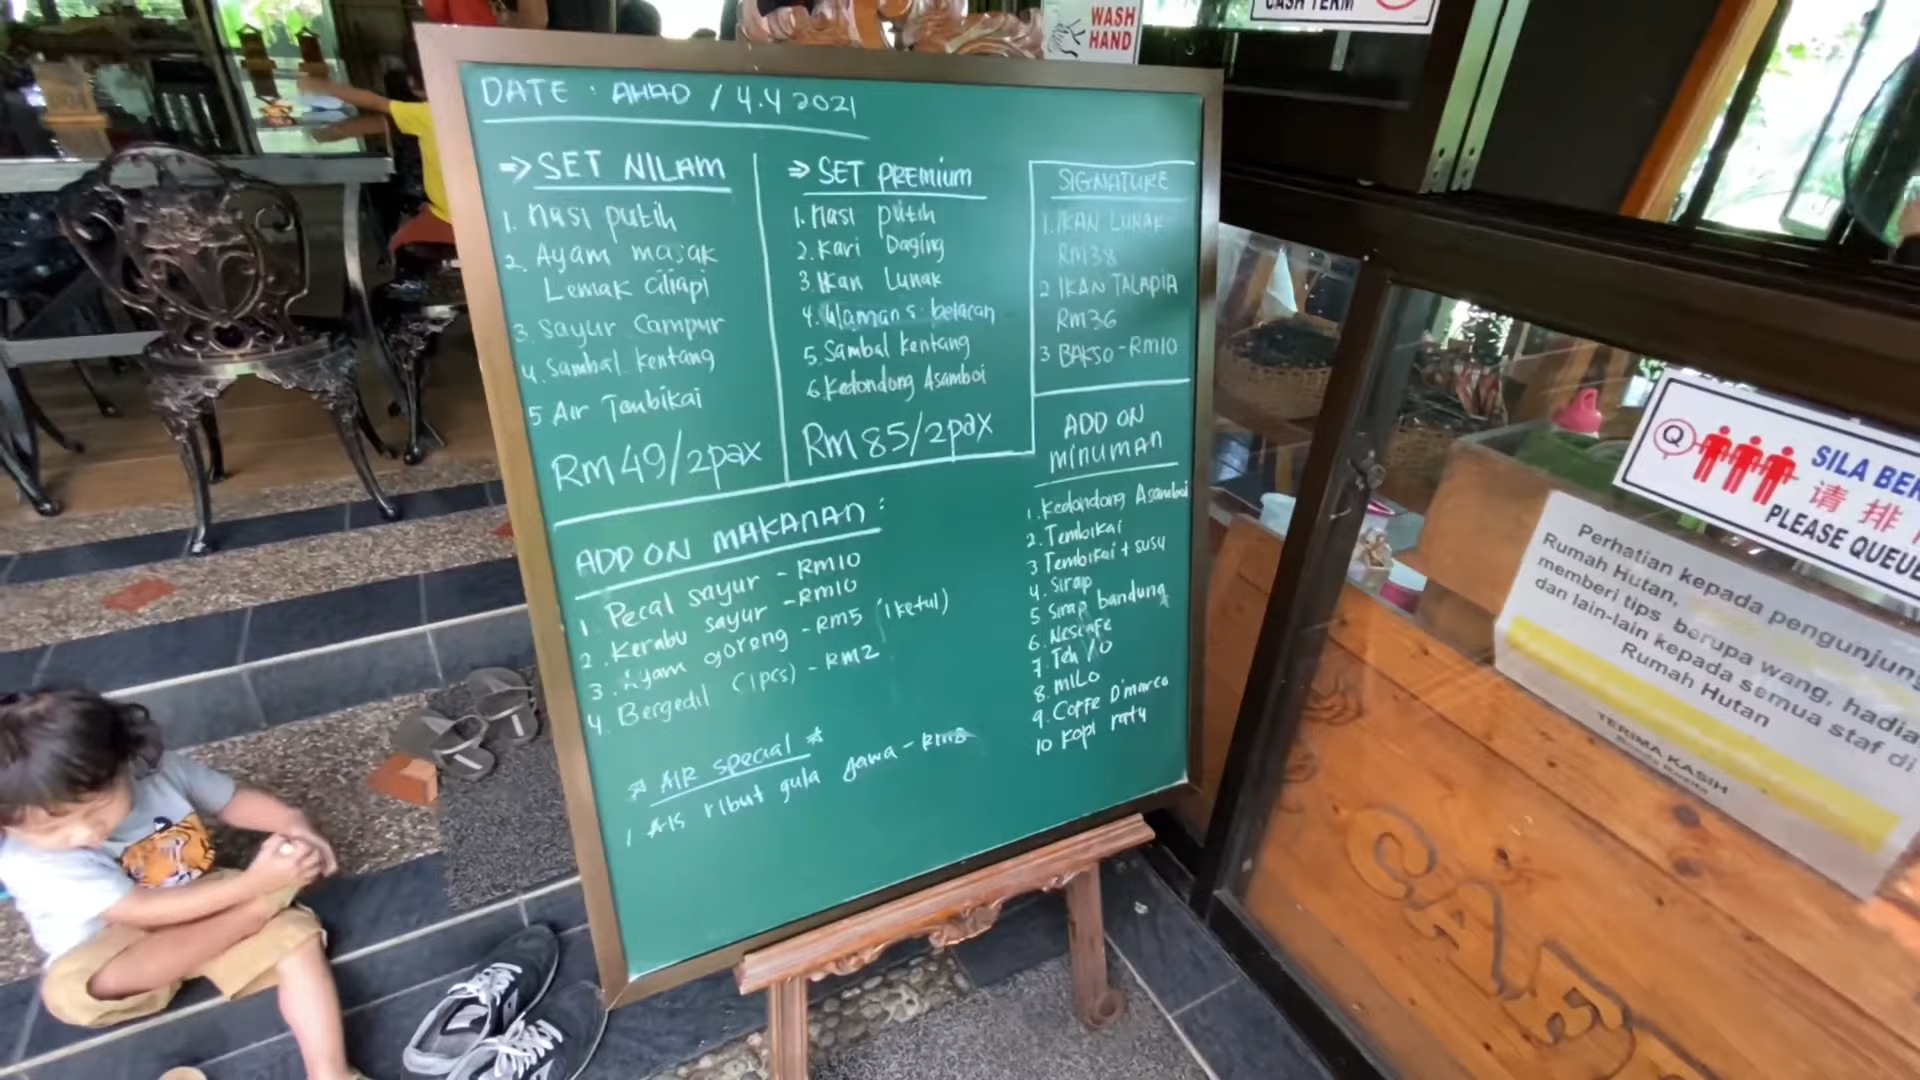 WASH
HAND
CASH TERM
DATE : AHAD / 4.4 2021
⇒ SET NILAM
1. Nasi putih
2. Ayam masak
Lemak Ciliapi
3. Sayur Campur
4. Sambal kentang
5 Air Tembikai
Rm 49/2pax
⇒ SET PREMIUM
1. Nasi putih
2. Kari Daging
3 Ikan Lunak
4. Ulaman s. belacan
5. Sambal kentang
6. Kedondong Asamboi
Rm 85/2pax
SIGNATURE
1. IKAN LUNAK
RM38
2 IKAN TALAPIA
Rm36
3 BAKSO - RM10
ADD ON MAKANAN :
1 Pecal sayur - RM10
2. Kerabu sayur - RM10
3. Ayam goreng - RM5 (1 ketul)
4. Bergedil (1pcs) - RM2
AIR special *
1 Ais ribut gula Jawa -
ADD ON
MINUMAN
1. Kedondong Asamboi
2. Tembikai
3 Tembikai + susu
4. Sirap
5 Sirap bandung
6. Nescafe
7. Teh / O
8. MILO
9. Coffe Dimarco
10 Kopi ratu
Q
SILA BER
请 排
PLEASE QUEUE
Perhatian kepada pengunjung
Rumah Hutan,
memberi tips berupa wang, hadia
dan lain-lain kepada semua staf di
Rumah Hutan
TERIMA KASIH